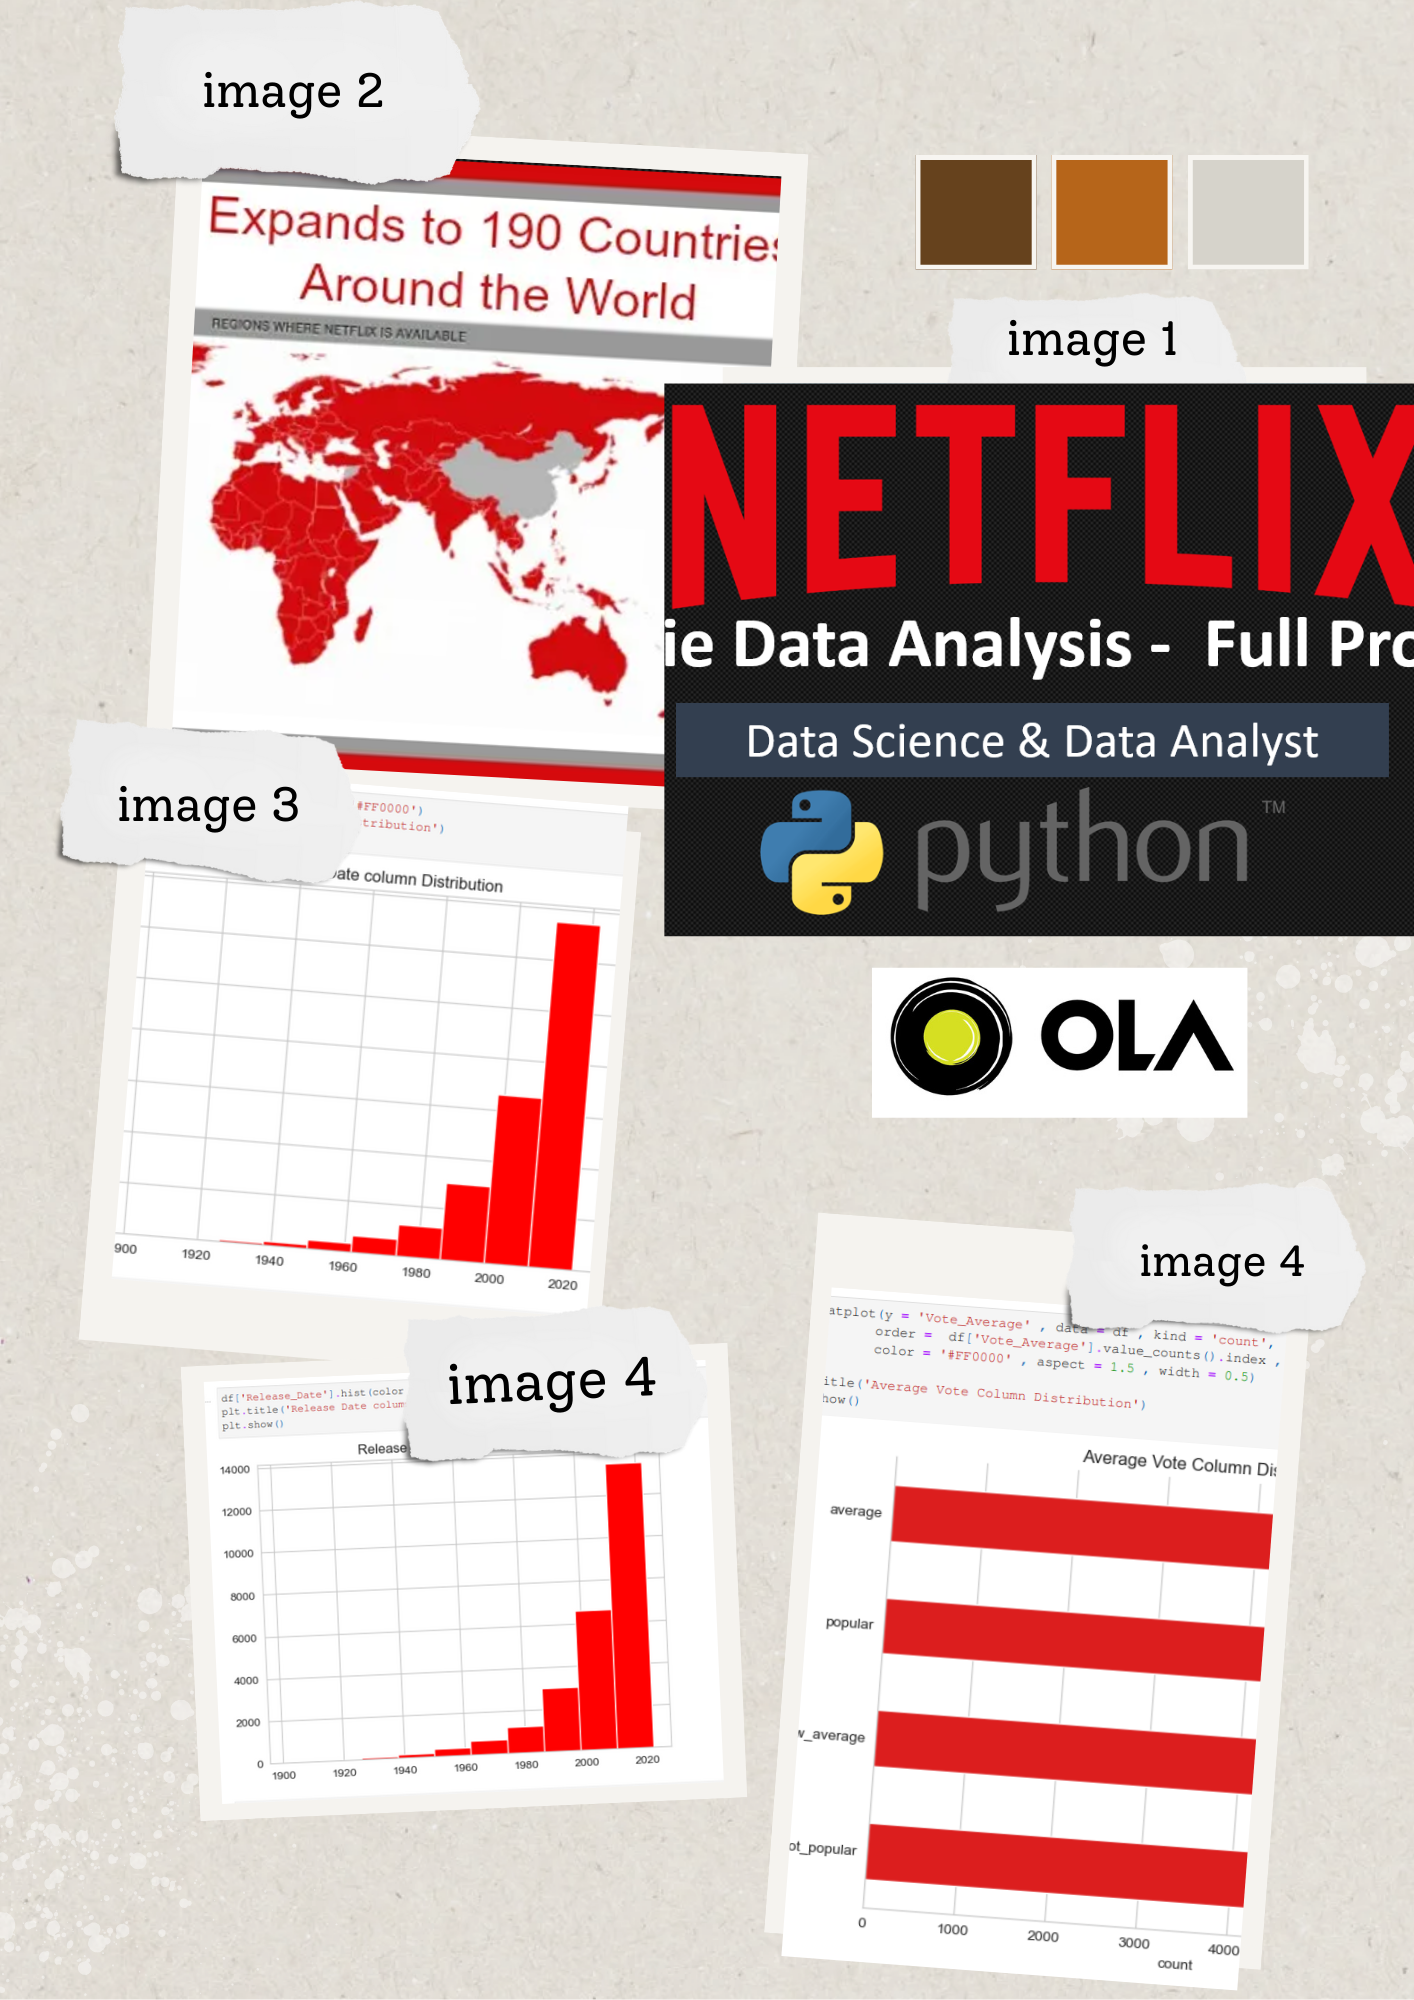 image 2
Expands to 190 Countries
Around the World
REGIONS WHERE NETFLIX IS AVAILABLE
image 1
NETFLIX
ie Data Analysis - Full Pro
Data Science & Data Analyst
python™
OLA
image 3
'#FF0000')
tribution')
ate column Distribution
900 1920 1940 1960 1980 2000 2020
image 4
df['Release_Date'].hist(color
plt.title('Release Date colum
plt.show()
Release
14000
12000
10000
8000
6000
4000
2000
0
1900 1920 1940 1960 1980 2000 2020
image 4
atplot(y = 'Vote_Average' , data = df , kind = 'count',
order = df['Vote_Average'].value_counts().index ,
color = '#FF0000' , aspect = 1.5 , width = 0.5)
itle('Average Vote Column Distribution')
how()
Average Vote Column Dis
average
popular
w_average
ot_popular
0 1000 2000 3000 4000
count